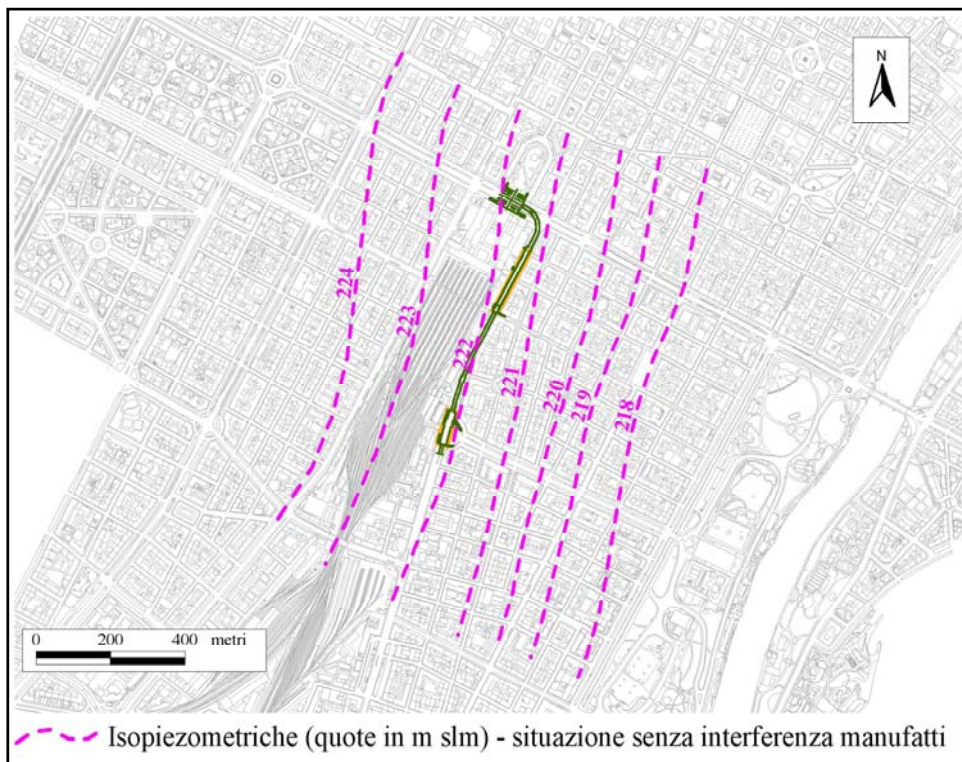 N
224
223
222
221
220
219
218
0 200 400 metri
Isopiezometriche (quote in m slm) - situazione senza interferenza manufatti